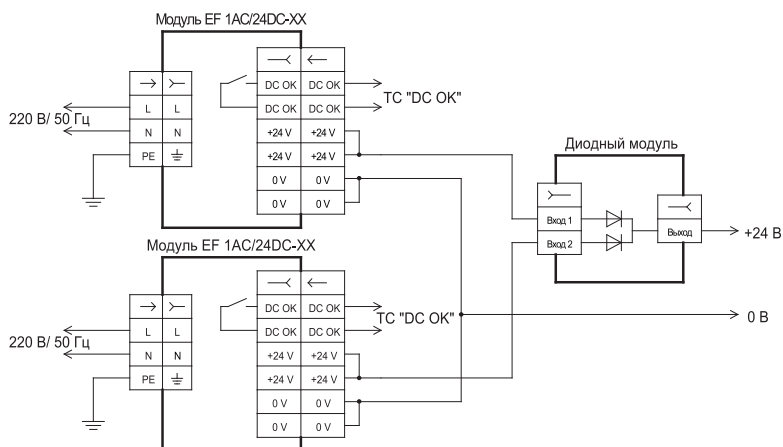 Модуль EF 1AC/24DC-XX
DC OK DC OK
L L
DC OK DC OK
ТС "DC OK"
220 В/ 50 Гц
N N
+24 V +24 V
PE
+24 V +24 V
0 V 0 V
0 V 0 V
Диодный модуль
Вход 1
Вход 2
Выход
+24 В
0 В
Модуль EF 1AC/24DC-XX
DC OK DC OK
L L
DC OK DC OK
ТС "DC OK"
220 В/ 50 Гц
N N
+24 V +24 V
PE
+24 V +24 V
0 V 0 V
0 V 0 V